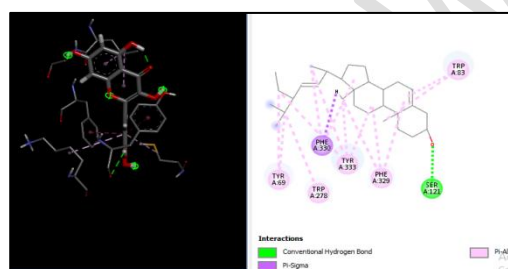 TRP
A:83
PHE
A:330
TYR
A:333
PHE
A:329
TYR
A:69
TRP
A:278
SER
A:121
H
Interactions
Conventional Hydrogen Bond
Pi-Sigma